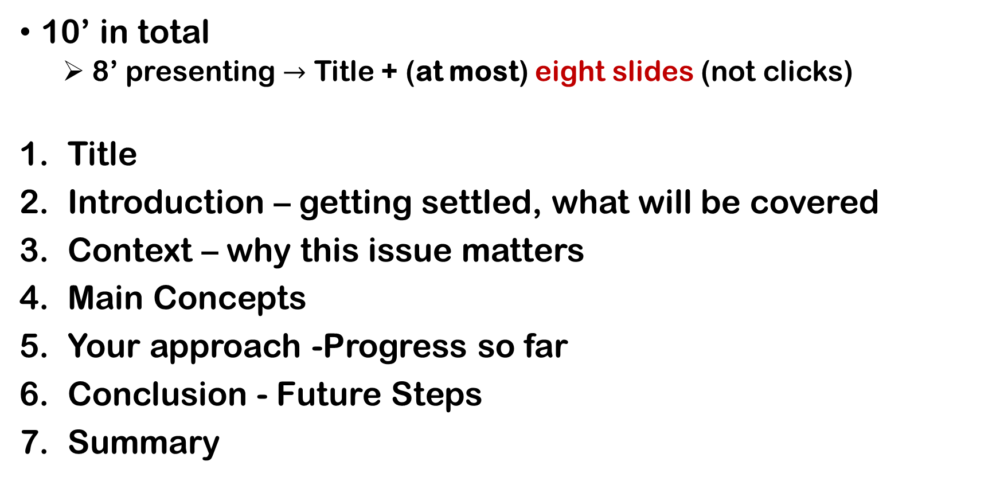 • 10’ in total
➢ 8’ presenting → Title + (at most) eight slides (not clicks)
1. Title
2. Introduction – getting settled, what will be covered
3. Context – why this issue matters
4. Main Concepts
5. Your approach -Progress so far
6. Conclusion - Future Steps
7. Summary